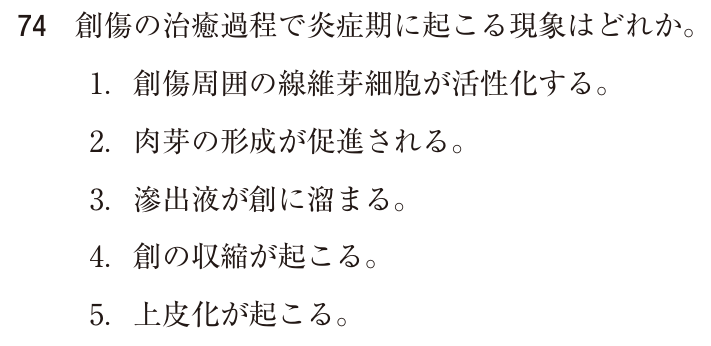 74 創傷の治癒過程で炎症期に起こる現象はどれか。
1. 創傷周囲の線維芽細胞が活性化する。
2. 肉芽の形成が促進される。
3. 滲出液が創に溜まる。
4. 創の収縮が起こる。
5. 上皮化が起こる。